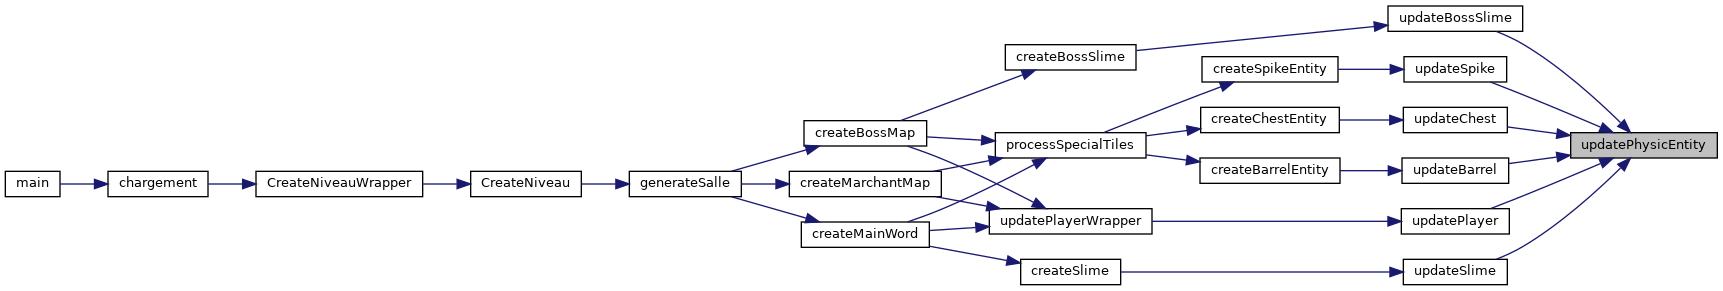 main
chargement
CreateNiveauWrapper
CreateNiveau
generateSalle
createBossMap
createMarchantMap
createMainWord
createBossSlime
processSpecialTiles
updatePlayerWrapper
createSlime
createSpikeEntity
createChestEntity
createBarrelEntity
updateBossSlime
updateSpike
updateChest
updateBarrel
updatePlayer
updateSlime
updatePhysicEntity